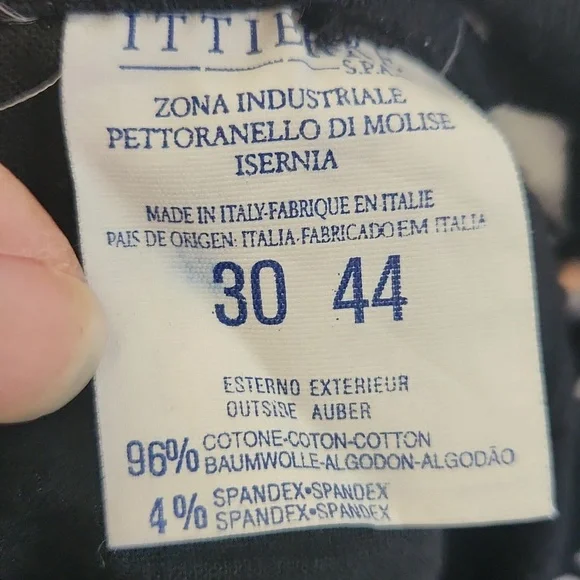 ITTIE
S.P.A.
ZONA INDUSTRIALE
PETTORANELLO DI MOLISE
ISERNIA
MADE IN ITALY-FABRIQUE EN ITALIE
PAIS DE ORIGEN: ITALIA-FABRICADO EM ITALIA
30 44
ESTERNO EXTERIEUR
OUTSIDE AUBER
96% COTONE-COTON-COTTON
BAUMWOLLE-ALGODON-ALGODÃO
4% SPANDEX•SPANDEX
SPANDEX•SPANDEX